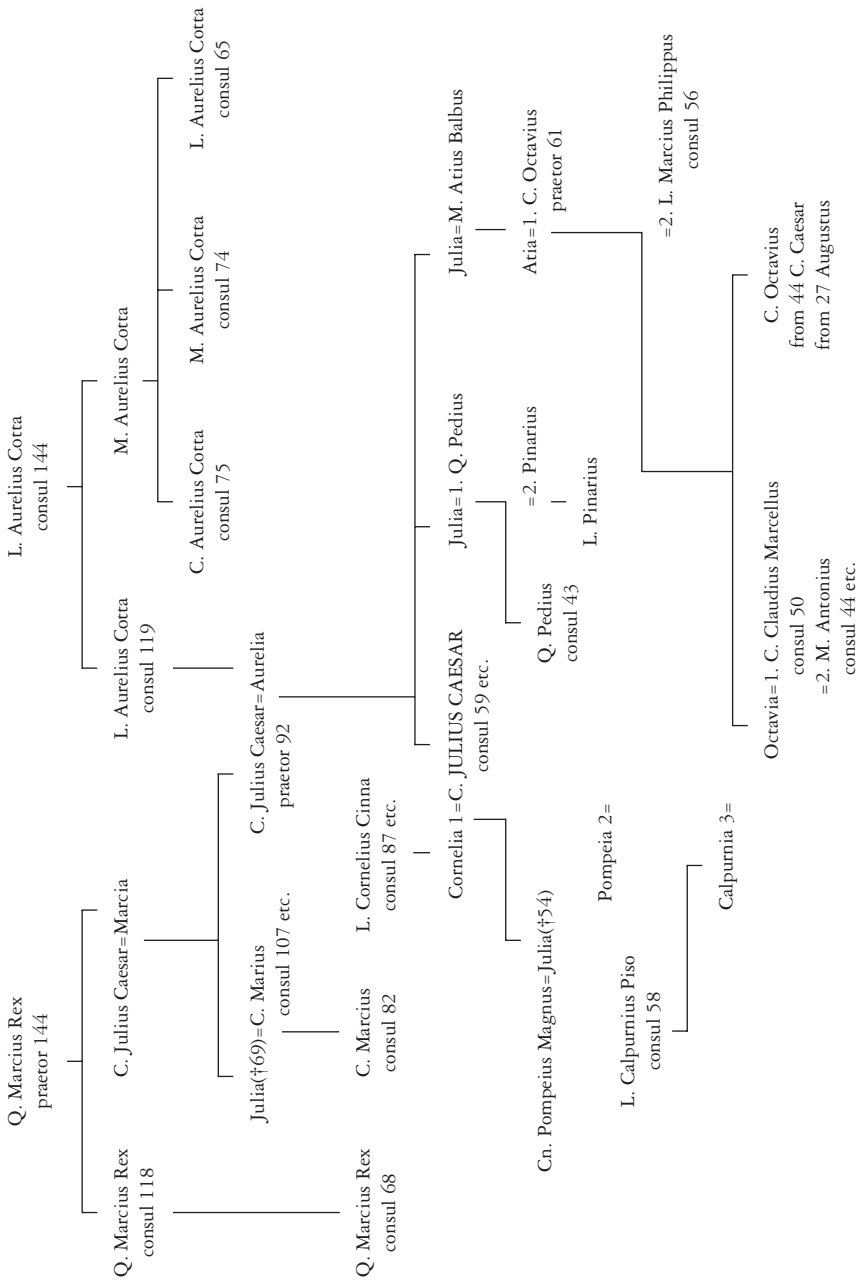 Q. Marcius Rex
praetor 144
L. Aurelius Cotta
consul 144
Q. Marcius Rex
consul 118
C. Julius Caesar=Marcia
L. Aurelius Cotta
consul 119
M. Aurelius Cotta
C. Aurelius Cotta
consul 75
M. Aurelius Cotta
consul 74
L. Aurelius Cotta
consul 65
Julia(†69)=C. Marius
consul 107 etc.
C. Julius Caesar=Aurelia
praetor 92
Q. Marcius Rex
consul 68
C. Marcius
consul 82
L. Cornelius Cinna
consul 87 etc.
Cornelia 1=C. JULIUS CAESAR
consul 59 etc.
Julia=1. Q. Pedius
Julia=M. Atius Balbus
Q. Pedius
consul 43
=2. Pinarius
L. Pinarius
Atia=1. C. Octavius
praetor 61
Cn. Pompeius Magnus=Julia(†54)
Pompeia 2=
=2. L. Marcius Philippus
consul 56
L. Calpurnius Piso
consul 58
Calpurnia 3=
Octavia=1. C. Claudius Marcellus
consul 50
=2. M. Antonius
consul 44 etc.
C. Octavius
from 44 C. Caesar
from 27 Augustus